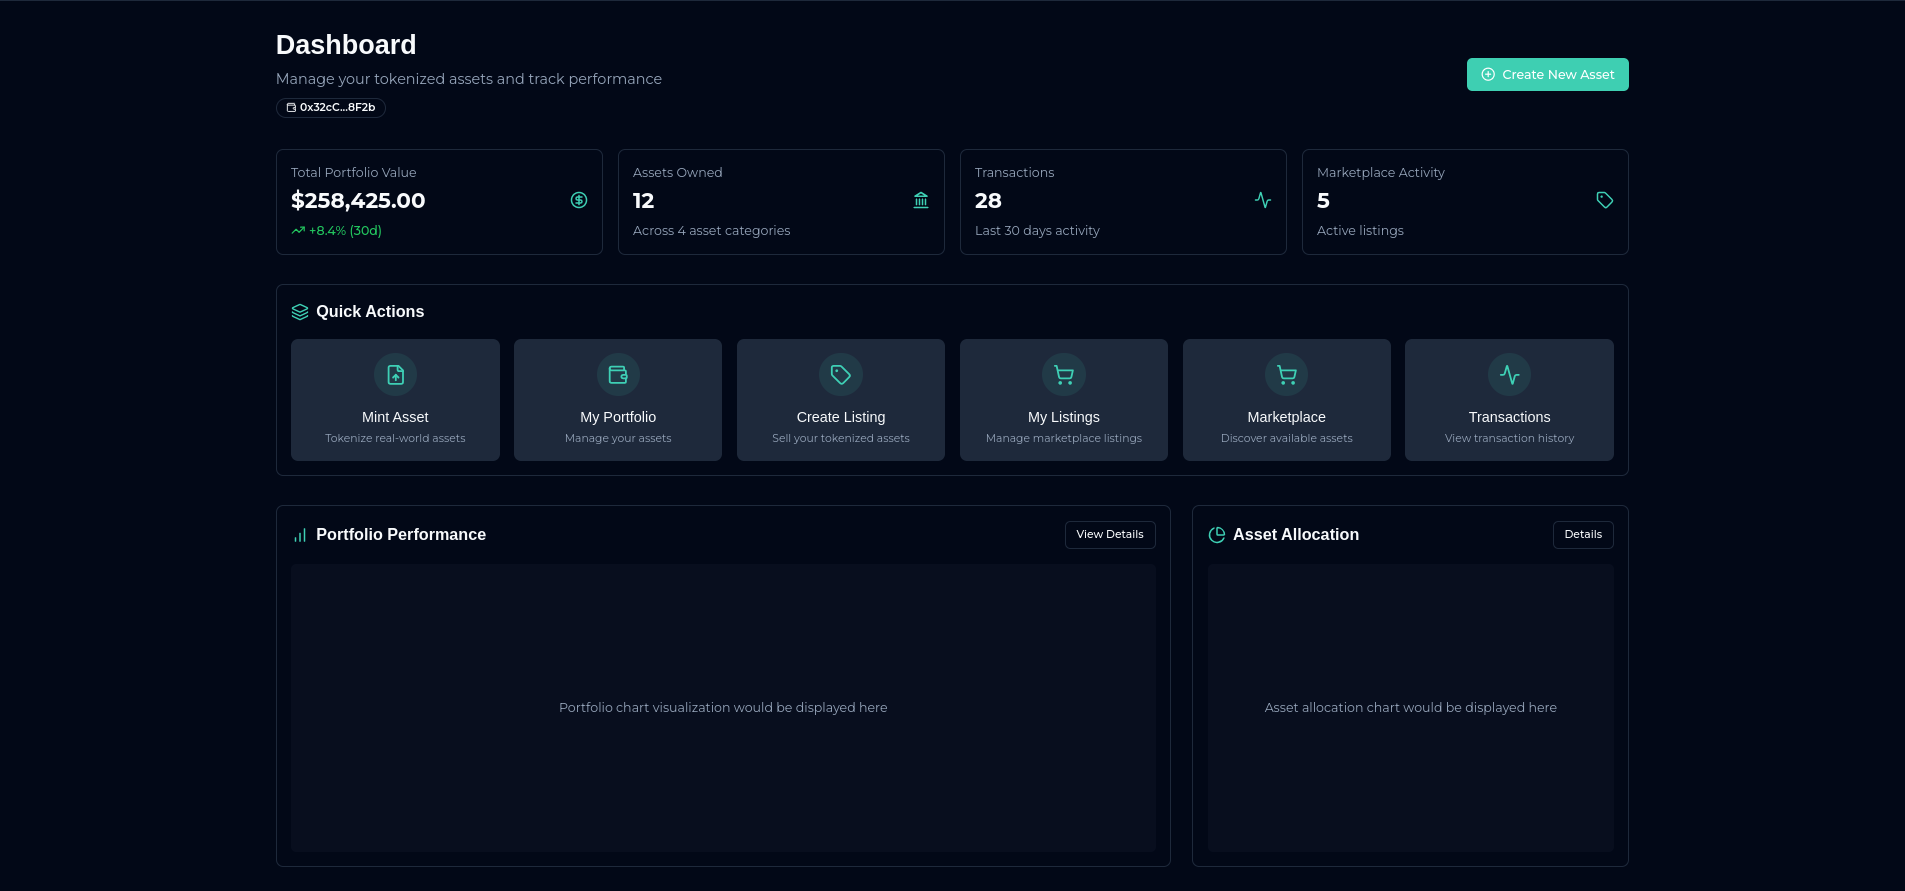 Dashboard
Manage your tokenized assets and track performance
0x32cC...8F2b
Create New Asset
Total Portfolio Value
$258,425.00
+8.4% (30d)
Assets Owned
12
Across 4 asset categories
Transactions
28
Last 30 days activity
Marketplace Activity
5
Active listings
Quick Actions
Mint Asset
Tokenize real-world assets
My Portfolio
Manage your assets
Create Listing
Sell your tokenized assets
My Listings
Manage marketplace listings
Marketplace
Discover available assets
Transactions
View transaction history
Portfolio Performance
View Details
Portfolio chart visualization would be displayed here
Asset Allocation
Details
Asset allocation chart would be displayed here